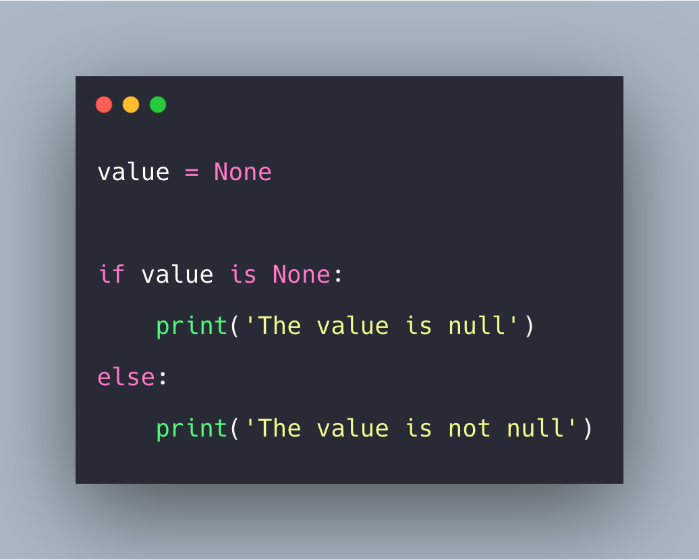 value = None
if value is None:
    print('The value is null')
else:
    print('The value is not null')